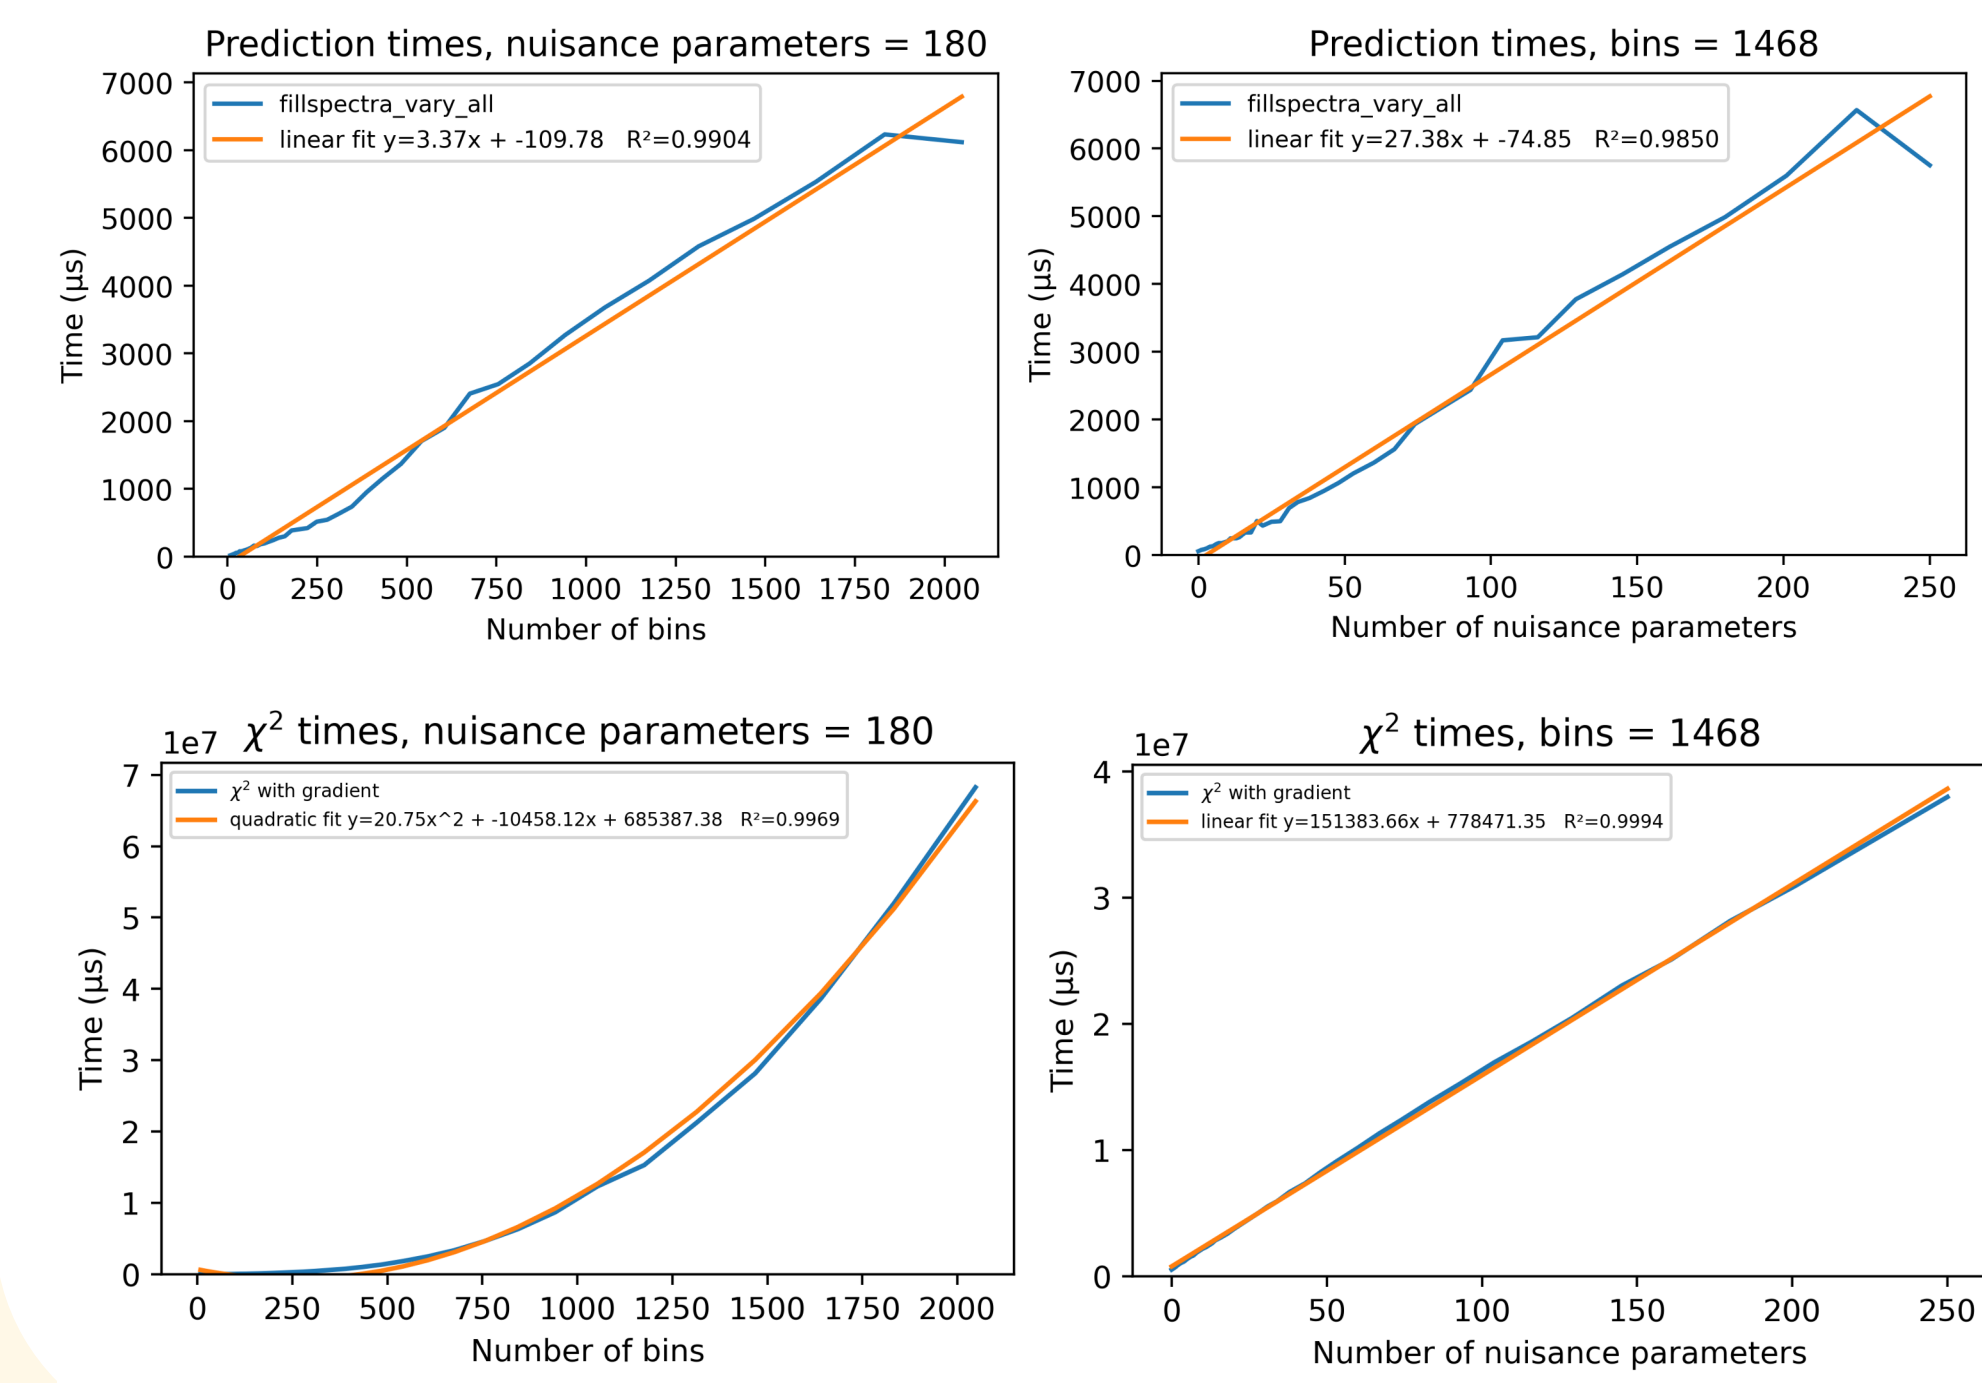 Prediction times, nuisance parameters = 180
7000
6000
5000
4000
3000
2000
1000
0
Time (µs)
fillspectra_vary_all
linear fit y=3.37x + -109.78 R²=0.9904
0 250 500 750 1000 1250 1500 1750 2000
Number of bins
Prediction times, bins = 1468
7000
6000
5000
4000
3000
2000
1000
0
Time (µs)
fillspectra_vary_all
linear fit y=27.38x + -74.85 R²=0.9850
0 50 100 150 200 250
Number of nuisance parameters
1e7 χ² times, nuisance parameters = 180
7
6
5
4
3
2
1
0
Time (µs)
χ² with gradient
quadratic fit y=20.75x^2 + -10458.12x + 685387.38 R²=0.9969
0 250 500 750 1000 1250 1500 1750 2000
Number of bins
1e7 χ² times, bins = 1468
4
3
2
1
0
Time (µs)
χ² with gradient
linear fit y=151383.66x + 778471.35 R²=0.9994
0 50 100 150 200 250
Number of nuisance parameters